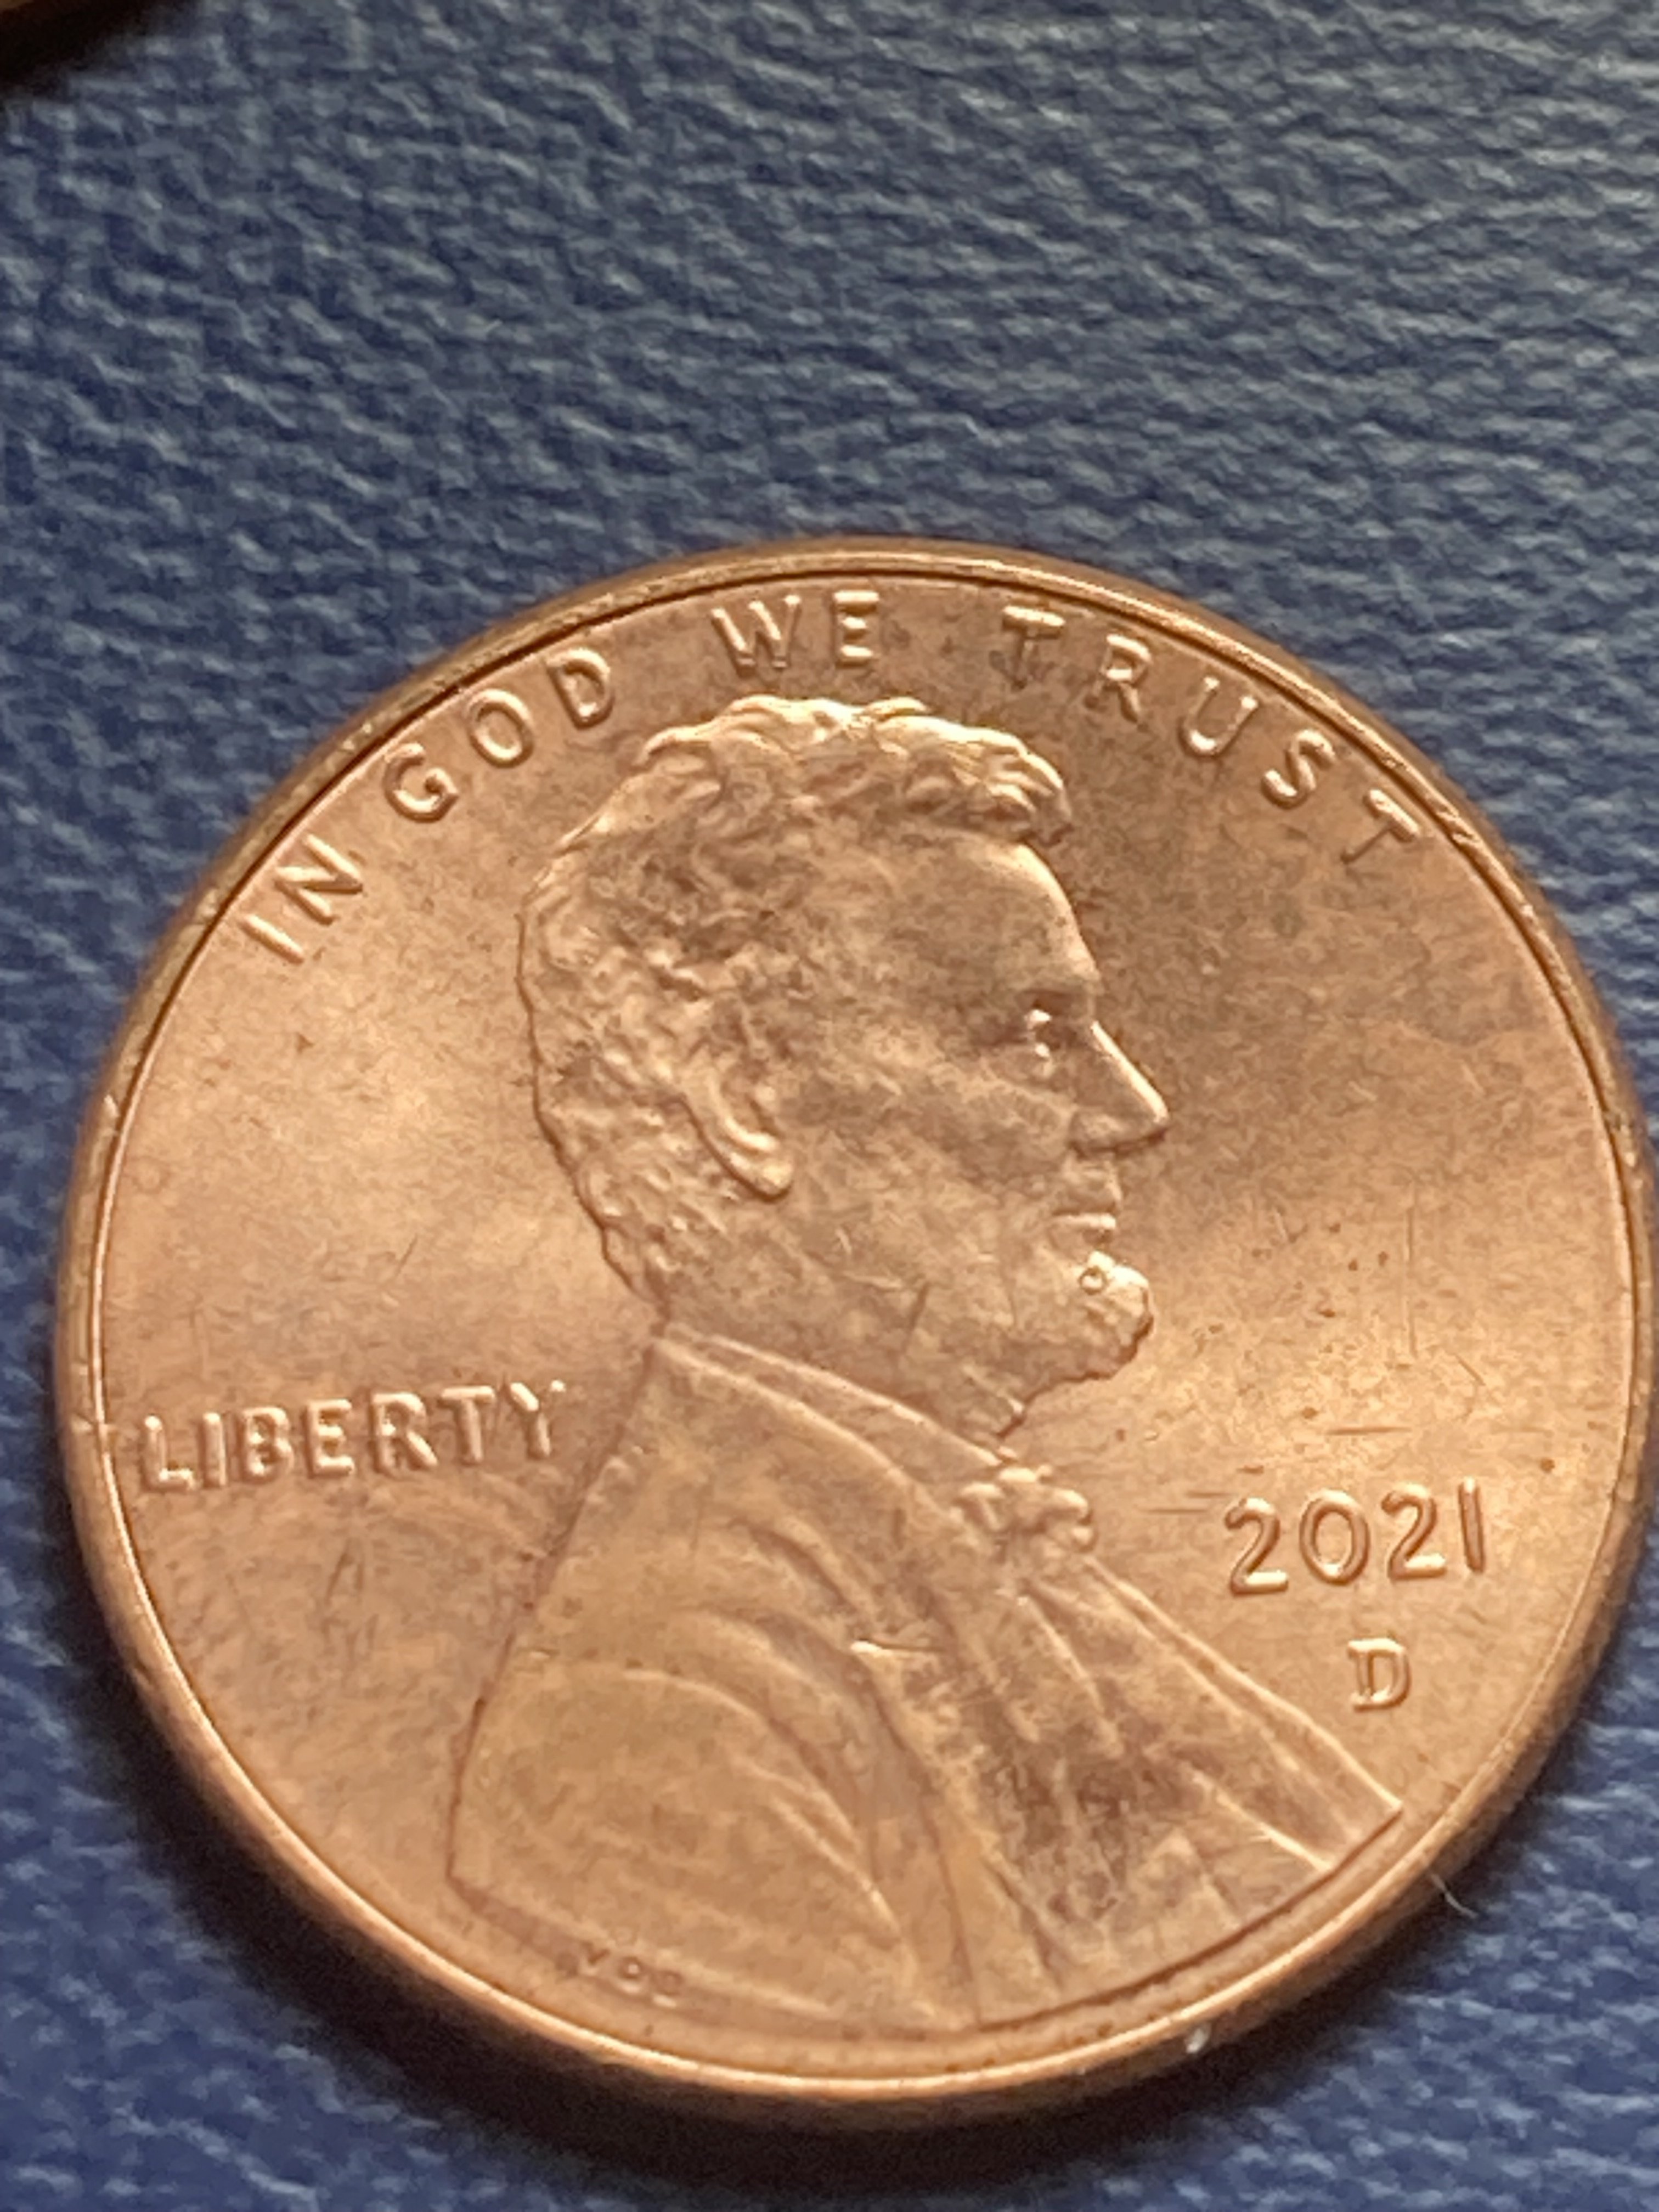 IN GOD WE TRUST
LIBERTY
2021
D
VDB